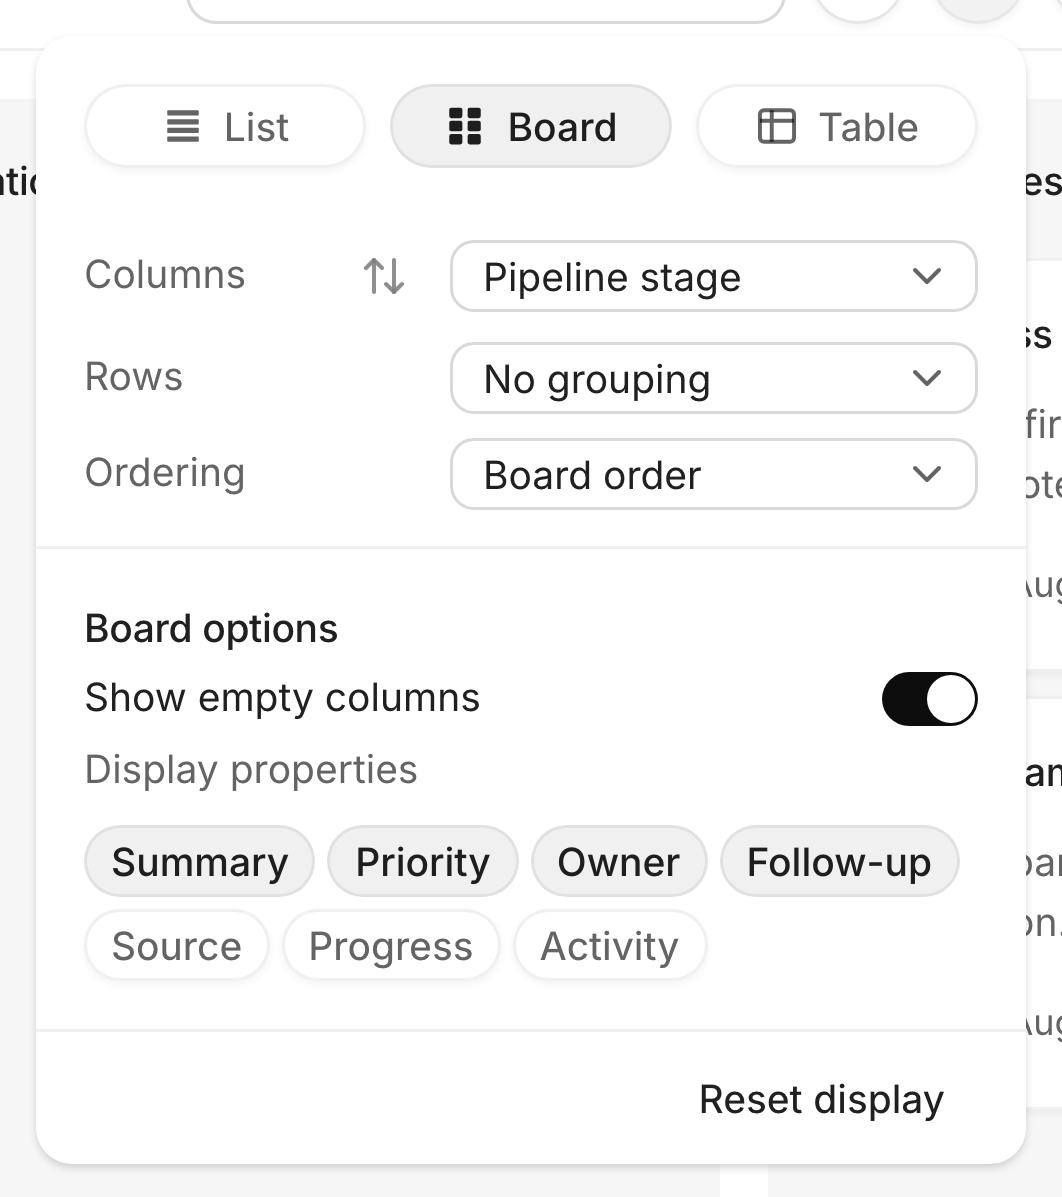 List Board Table
Columns Pipeline stage
Rows No grouping
Ordering Board order
Board options
Show empty columns
Display properties
Summary Priority Owner Follow-up
Source Progress Activity
Reset display